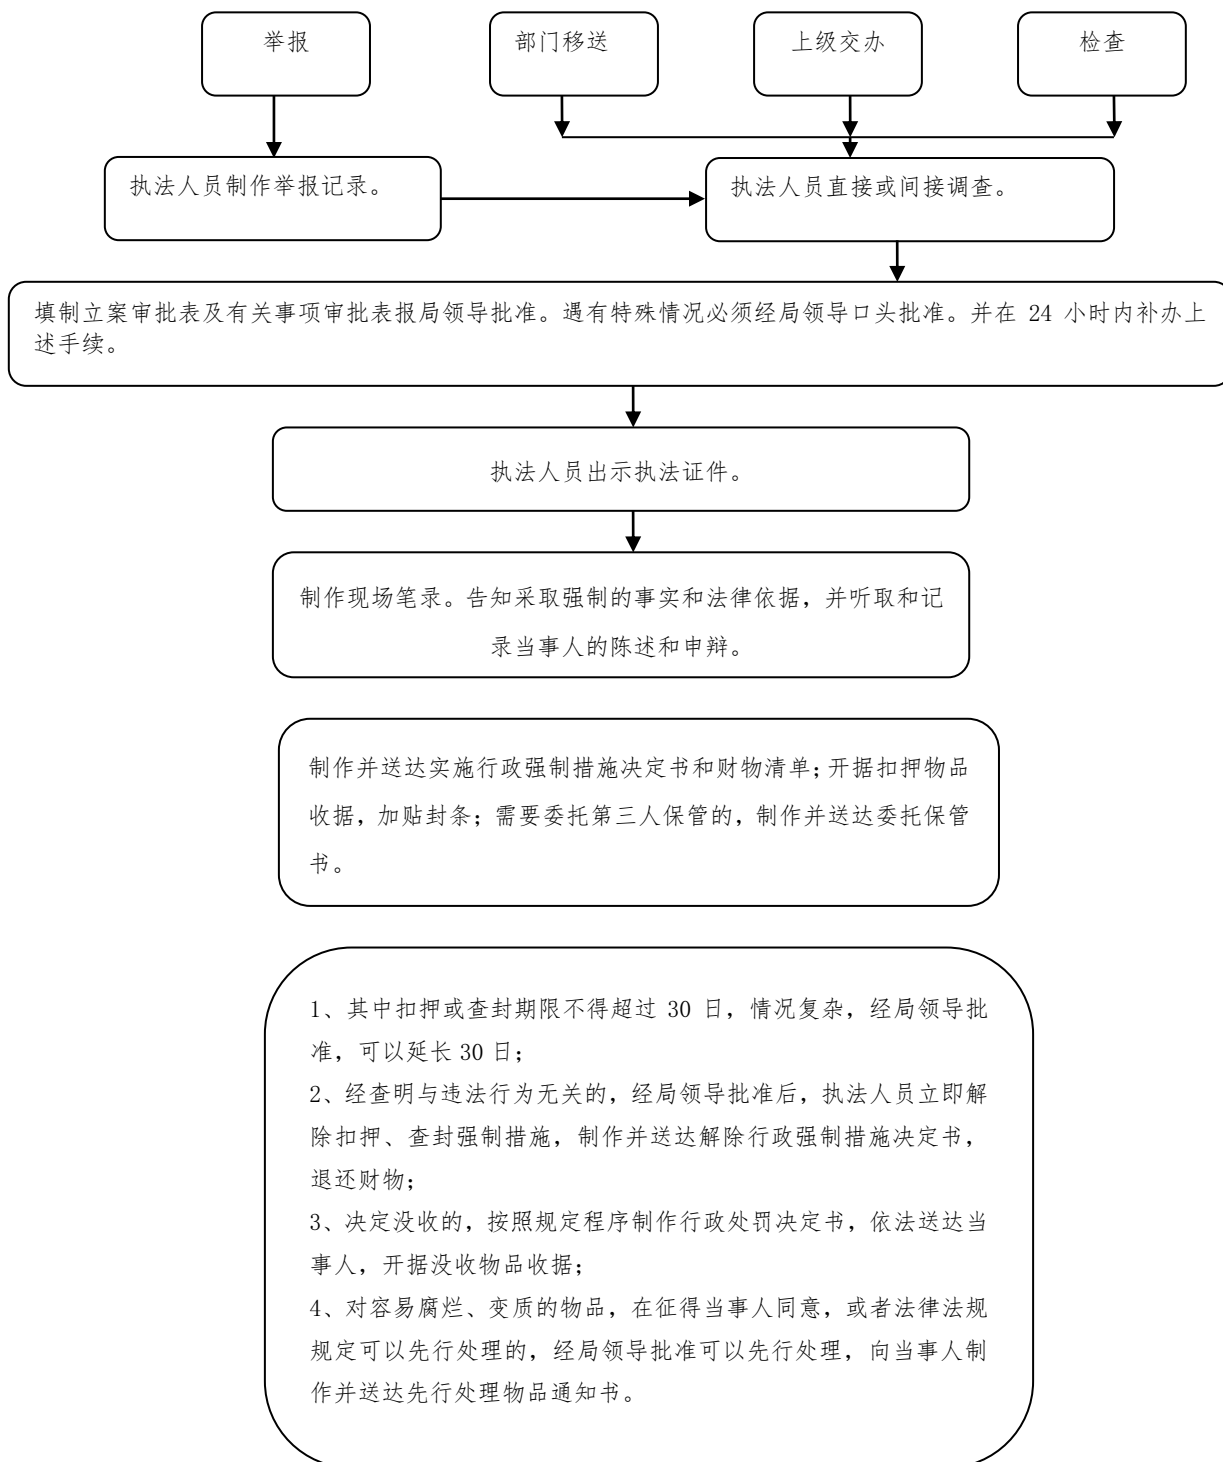 举报
部门移送
上级交办
检查
执法人员制作举报记录。
执法人员直接或间接调查。
填制立案审批表及有关事项审批表报局领导批准。遇有特殊情况必须经局领导口头批准。并在 24 小时内补办上
述手续。
执法人员出示执法证件。
制作现场笔录。告知采取强制的事实和法律依据，并听取和记
录当事人的陈述和申辩。
制作并送达实施行政强制措施决定书和财物清单；开据扣押物品
收据，加贴封条；需要委托第三人保管的，制作并送达委托保管
书。
1、其中扣押或查封期限不得超过 30 日，情况复杂，经局领导批
准，可以延长 30 日；
2、经查明与违法行为无关的，经局领导批准后，执法人员立即解
除扣押、查封强制措施，制作并送达解除行政强制措施决定书，
退还财物；
3、决定没收的，按照规定程序制作行政处罚决定书，依法送达当
事人，开据没收物品收据；
4、对容易腐烂、变质的物品，在征得当事人同意，或者法律法规
规定可以先行处理的，经局领导批准可以先行处理，向当事人制
作并送达先行处理物品通知书。